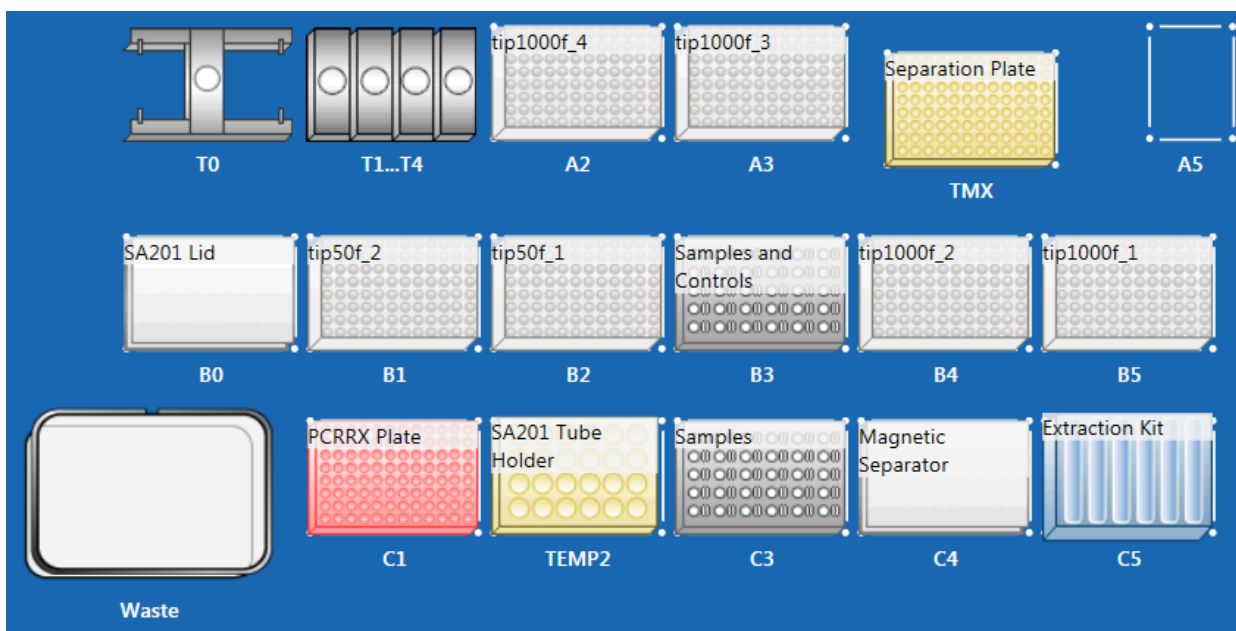 tip1000f_4
tip1000f_3
Separation Plate
T0
T1...T4
A2
A3
TMX
A5
SA201 Lid
tip50f_2
tip50f_1
Samples and
Controls
tip1000f_2
tip1000f_1
B0
B1
B2
B3
B4
B5
PCRRX Plate
SA201 Tube
Holder
Samples
Magnetic
Separator
Extraction Kit
C1
TEMP2
C3
C4
C5
Waste